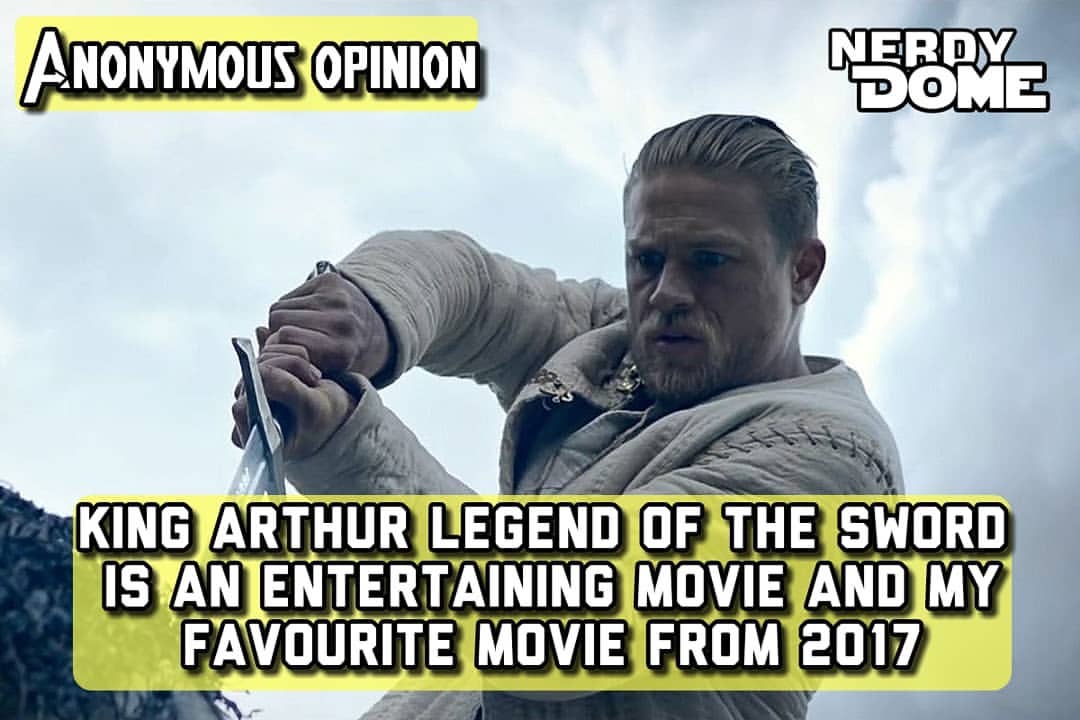 ANONYMOUS OPINION
NERDY
DOME
KING ARTHUR LEGEND OF THE SWORD
IS AN ENTERTAINING MOVIE AND MY
FAVOURITE MOVIE FROM 2017